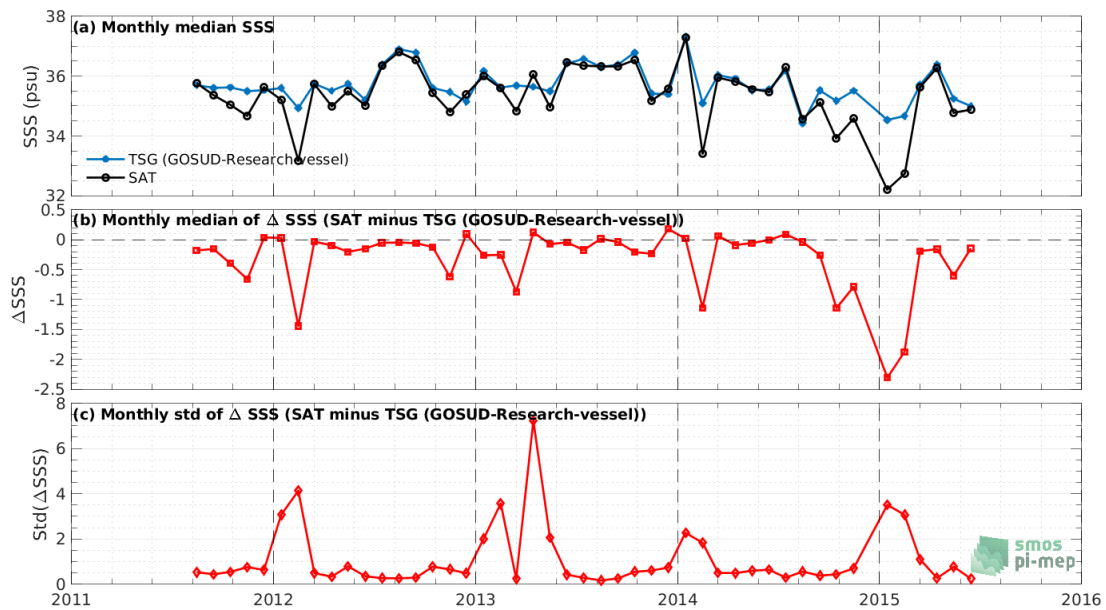 38
(a) Monthly median SSS
36
SSS (psu)
34
TSG (GOSUD-Research-vessel)
SAT
32
0.5
(b) Monthly median of Δ SSS (SAT minus TSG (GOSUD-Research-vessel))
0
-0.5
ΔSSS
-1
-1.5
-2
-2.5
8
(c) Monthly std of Δ SSS (SAT minus TSG (GOSUD-Research-vessel))
6
Std(ΔSSS)
4
2
smos
pi-mep
0
2011 2012 2013 2014 2015 2016